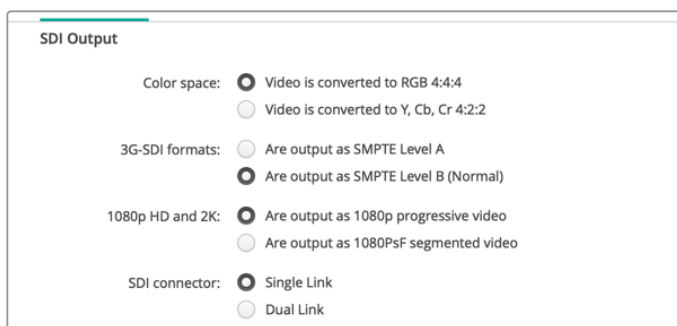 SDI Output
Color space: Video is converted to RGB 4:4:4
Video is converted to Y, Cb, Cr 4:2:2
3G-SDI formats: Are output as SMPTE Level A
Are output as SMPTE Level B (Normal)
1080p HD and 2K: Are output as 1080p progressive video
Are output as 1080PsF segmented video
SDI connector: Single Link
Dual Link